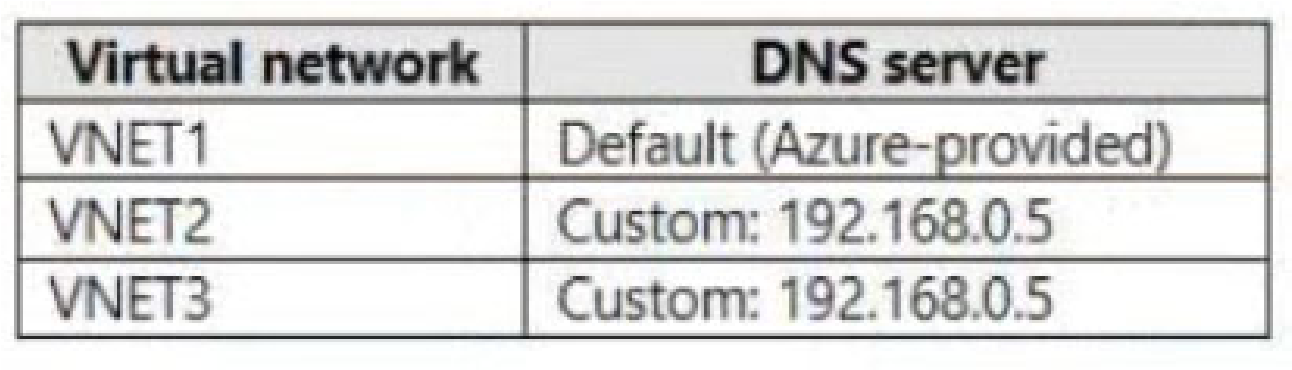 Virtual network DNS server
VNET1 Default (Azure-provided)
VNET2 Custom: 192.168.0.5
VNET3 Custom: 192.168.0.5